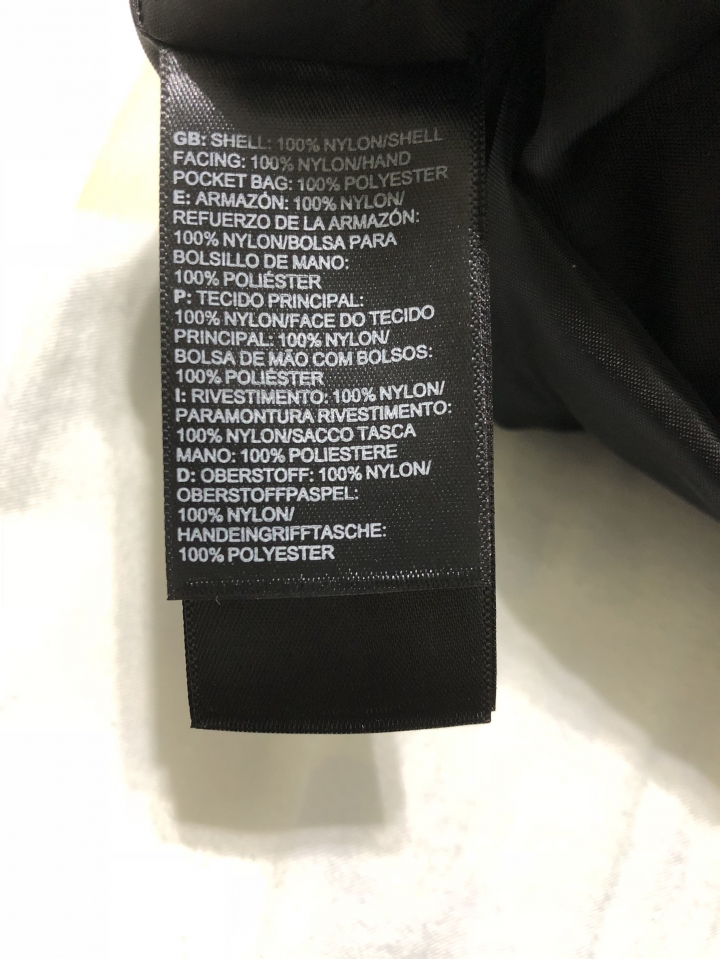 GB: SHELL: 100% NYLON/SHELL
FACING: 100% NYLON/HAND
POCKET BAG: 100% POLYESTER
E: ARMAZÓN: 100% NYLON/
REFUERZO DE LA ARMAZÓN:
100% NYLON/BOLSA PARA
BOLSILLO DE MANO:
100% POLIÉSTER
P: TECIDO PRINCIPAL:
100% NYLON/FACE DO TECIDO
PRINCIPAL: 100% NYLON/
BOLSA DE MÃO COM BOLSOS:
100% POLIÉSTER
I: RIVESTIMENTO: 100% NYLON/
PARAMONTURA RIVESTIMENTO:
100% NYLON/SACCO TASCA
MANO: 100% POLIESTERE
D: OBERSTOFF: 100% NYLON/
OBERSTOFFPASPEL:
100% NYLON/
HANDEINGRIFFTASCHE:
100% POLYESTER